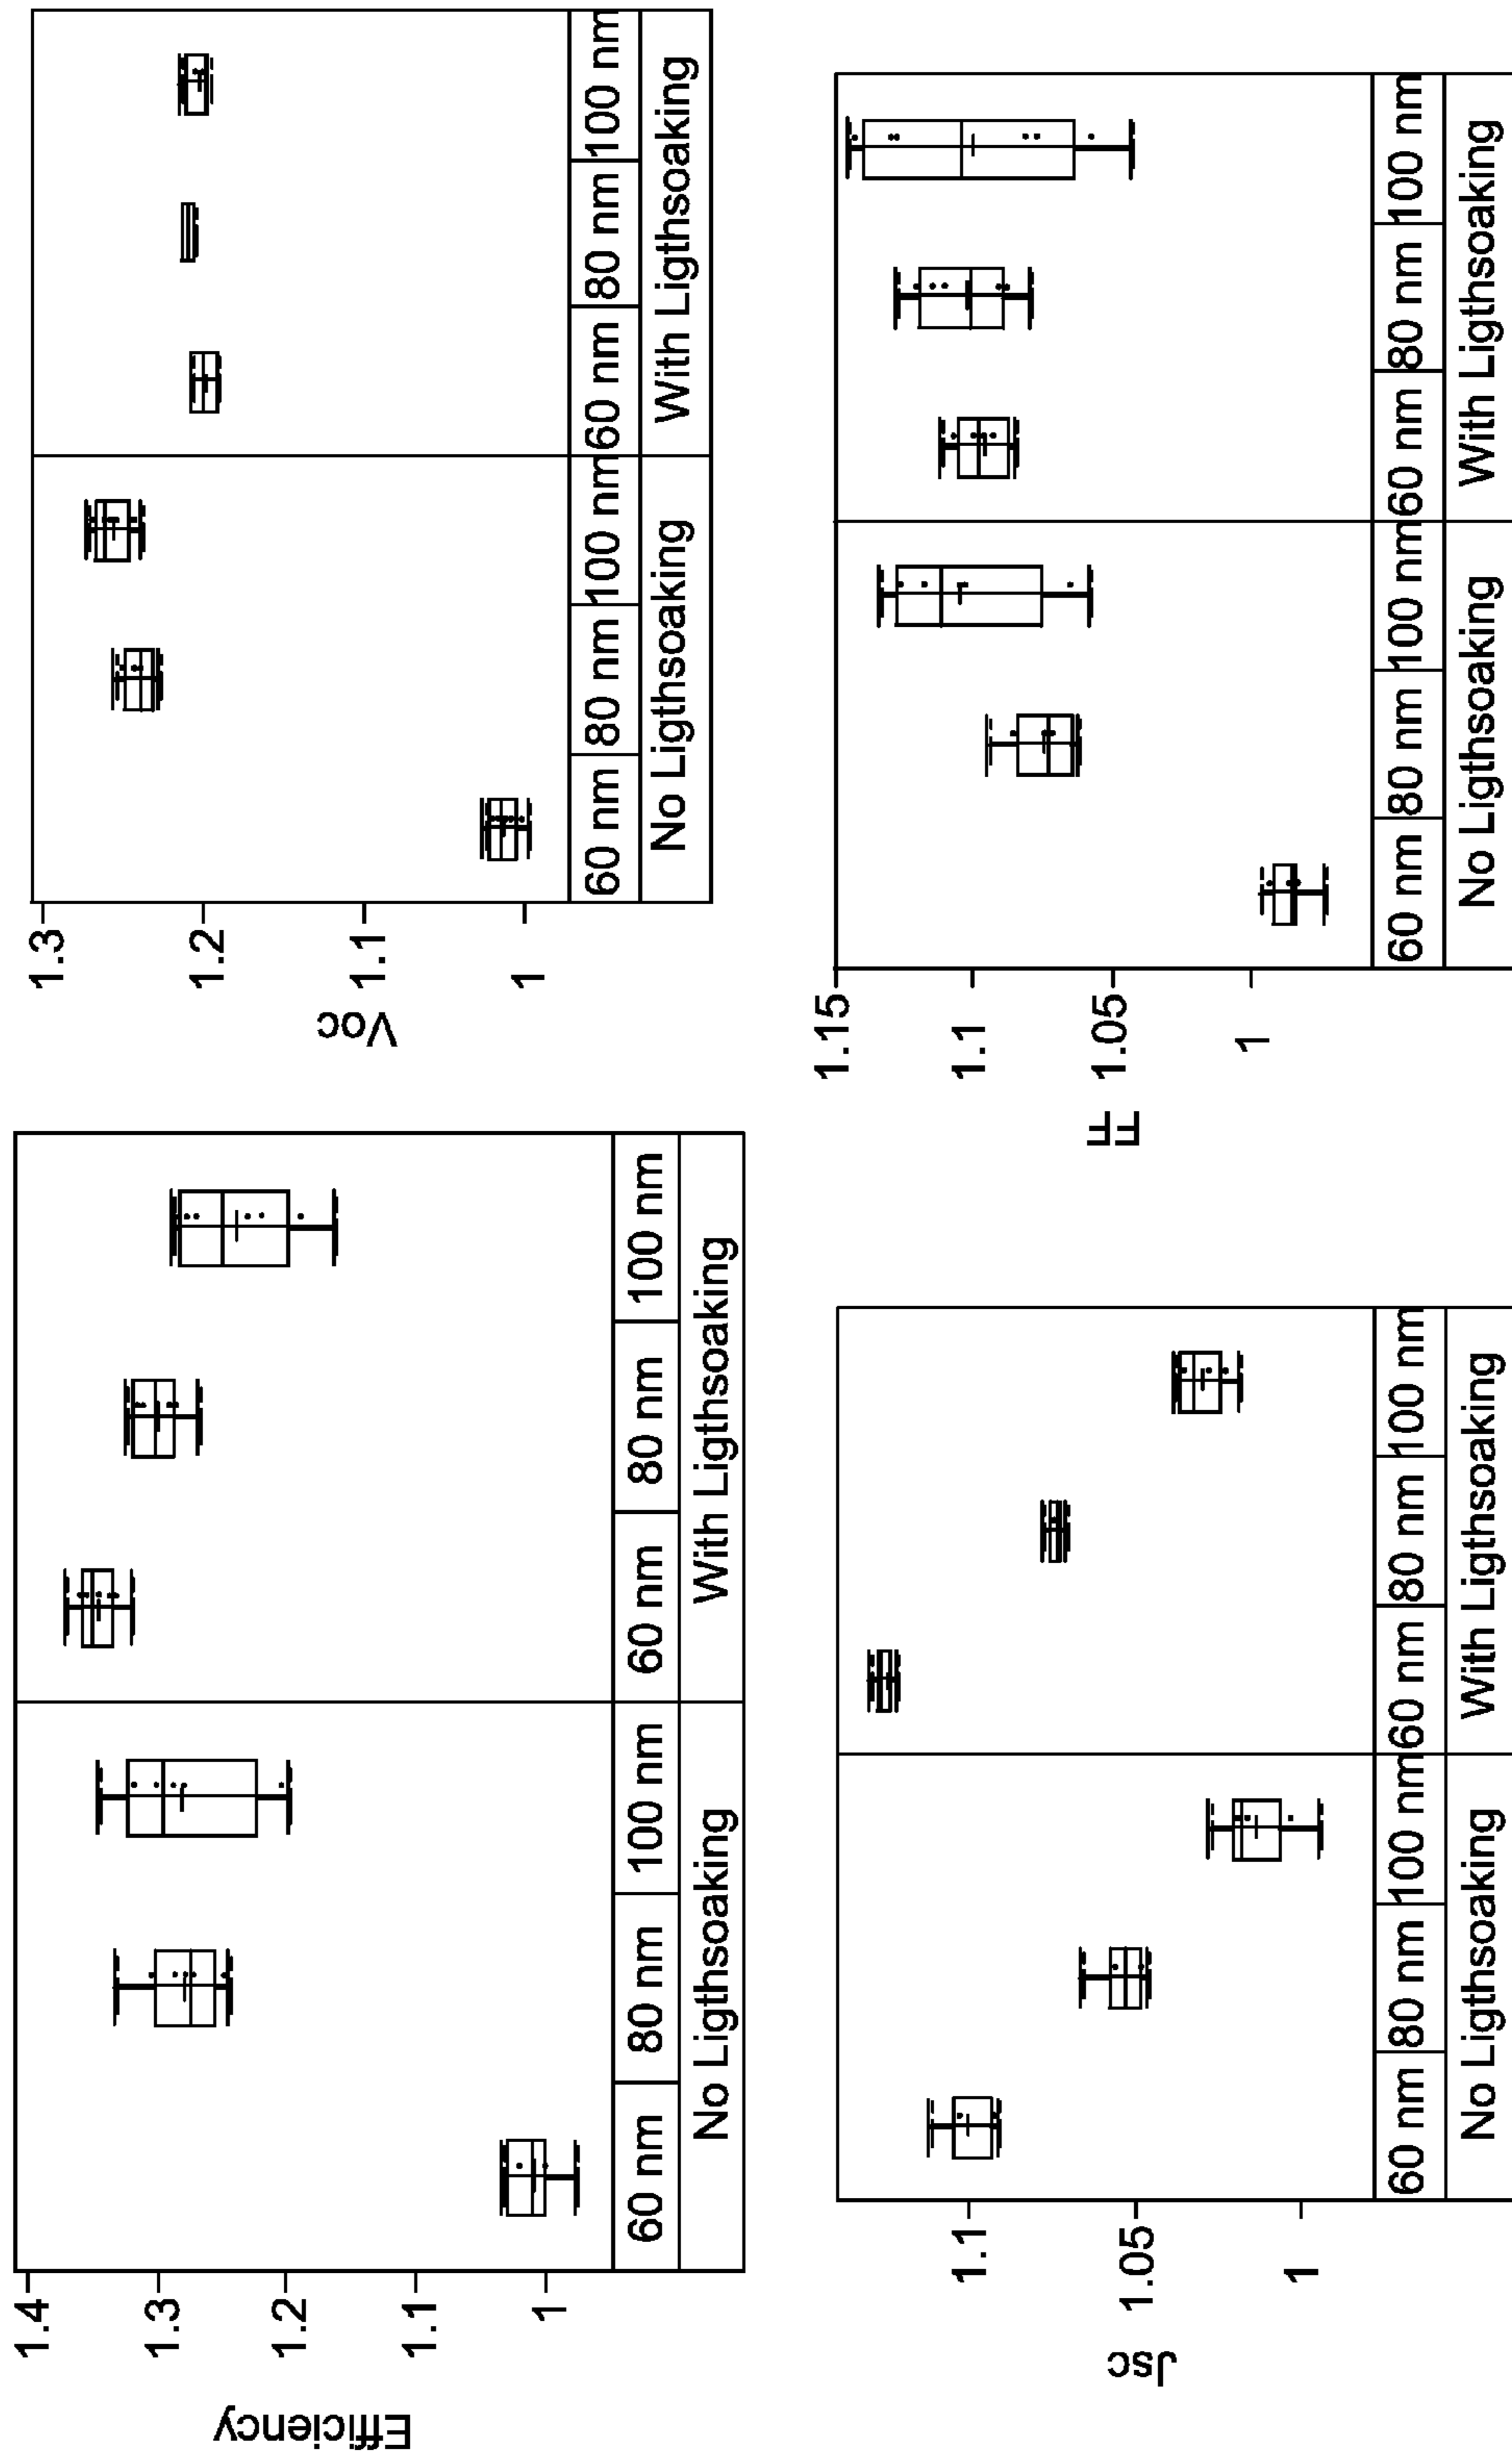 Efficiency
1.4
1.3
1.2
1.1
1
60 nm 80 nm 100 nm 60 nm 80 nm 100 nm
No Ligthsoaking With Ligthsoaking
Voc
1.3
1.2
1.1
1
60 nm 80 nm 100 nm 60 nm 80 nm 100 nm
No Ligthsoaking With Ligthsoaking
Jsc
1.1
1.05
1
60 nm 80 nm 100 nm 60 nm 80 nm 100 nm
No Ligthsoaking With Ligthsoaking
FF
1.15
1.1
1.05
1
60 nm 80 nm 100 nm 60 nm 80 nm 100 nm
No Ligthsoaking With Ligthsoaking